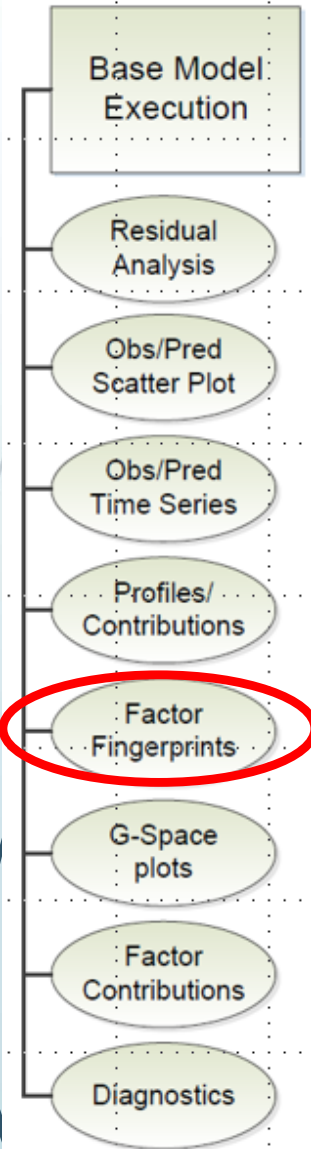 Base Model
Execution
Residual
Analysis
Obs/Pred
Scatter Plot
Obs/Pred
Time Series
Profiles/
Contributions
Factor
Fingerprints
G-Space
plots
Factor
Contributions
Diagnostics